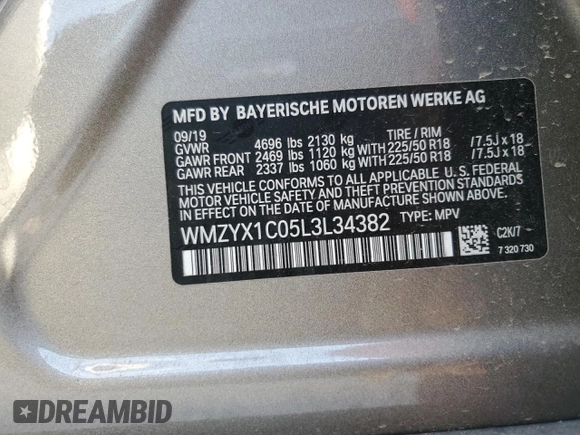 MFD BY BAYERISCHE MOTOREN WERKE AG
09/19 TIRE / RIM
GVWR 4696 lbs 2130 kg
GAWR FRONT 2469 lbs 1120 kg WITH 225/50 R18 /7.5J x 18
GAWR REAR 2337 lbs 1060 kg WITH 225/50 R18 /7.5J x 18
THIS VEHICLE CONFORMS TO ALL APPLICABLE U. S. FEDERAL
MOTOR VEHICLE SAFETY AND THEFT PREVENTION STANDARDS
IN EFFECT ON THE DATE OF MANUFACTURE SHOWN ABOVE.
WMZYX1C05L3L34382 TYPE: MPV
C2K/7
7 320 730
DREAMBID